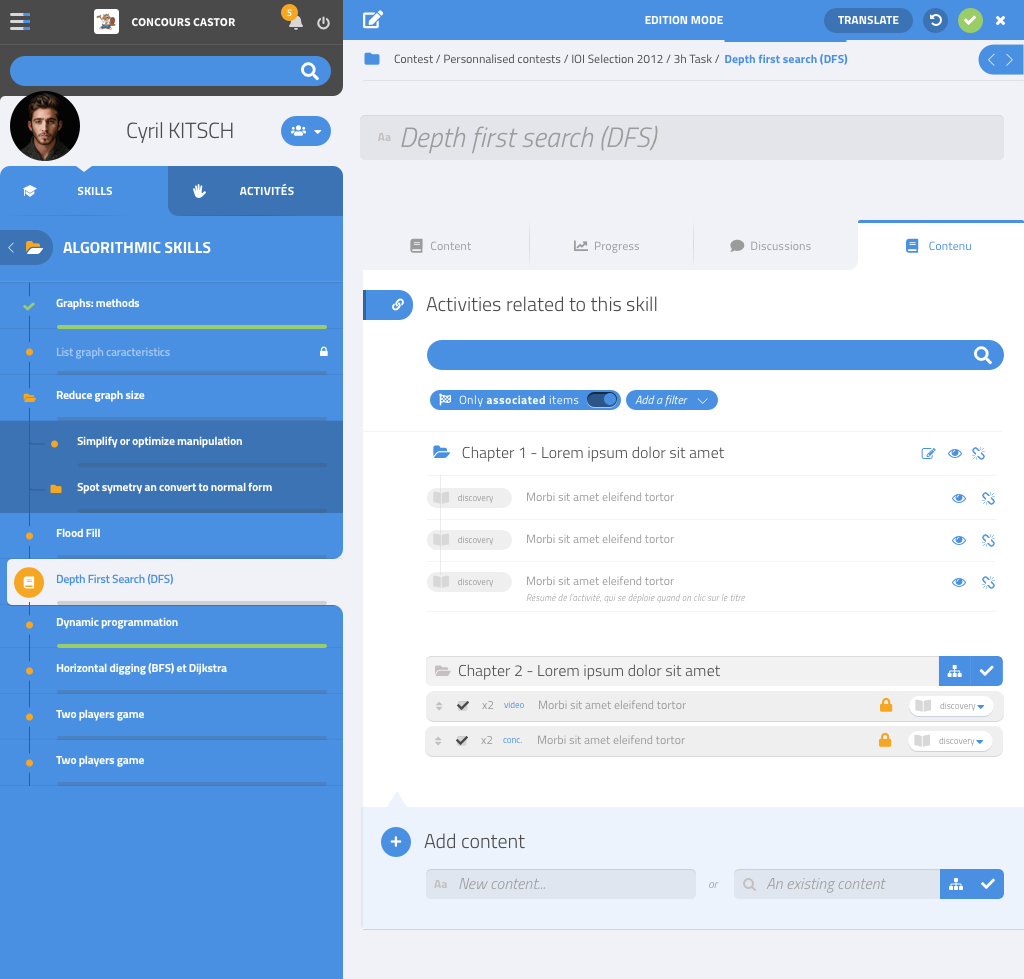 CONCOURS CASTOR
5
EDITION MODE
TRANSLATE
Contest / Personnalised contests / IOI Selection 2012 / 3h Task / Depth first search (DFS)
Cyril KITSCH
Aa Depth first search (DFS)
SKILLS
ACTIVITÉS
ALGORITHMIC SKILLS
Graphs: methods
List graph caracteristics
Reduce graph size
Simplify or optimize manipulation
Spot symetry an convert to normal form
Flood Fill
Depth First Search (DFS)
Dynamic programmation
Horizontal digging (BFS) et Dijkstra
Two players game
Two players game
Content
Progress
Discussions
Contenu
Activities related to this skill
Only associated items
Add a filter
Chapter 1 - Lorem ipsum dolor sit amet
discovery Morbi sit amet eleifend tortor
discovery Morbi sit amet eleifend tortor
discovery Morbi sit amet eleifend tortor
Résumé de l'activité, qui se déploie quand on clic sur le titre
Chapter 2 - Lorem ipsum dolor sit amet
x2 video Morbi sit amet eleifend tortor discovery
x2 conc. Morbi sit amet eleifend tortor discovery
Add content
Aa New content... or An existing content